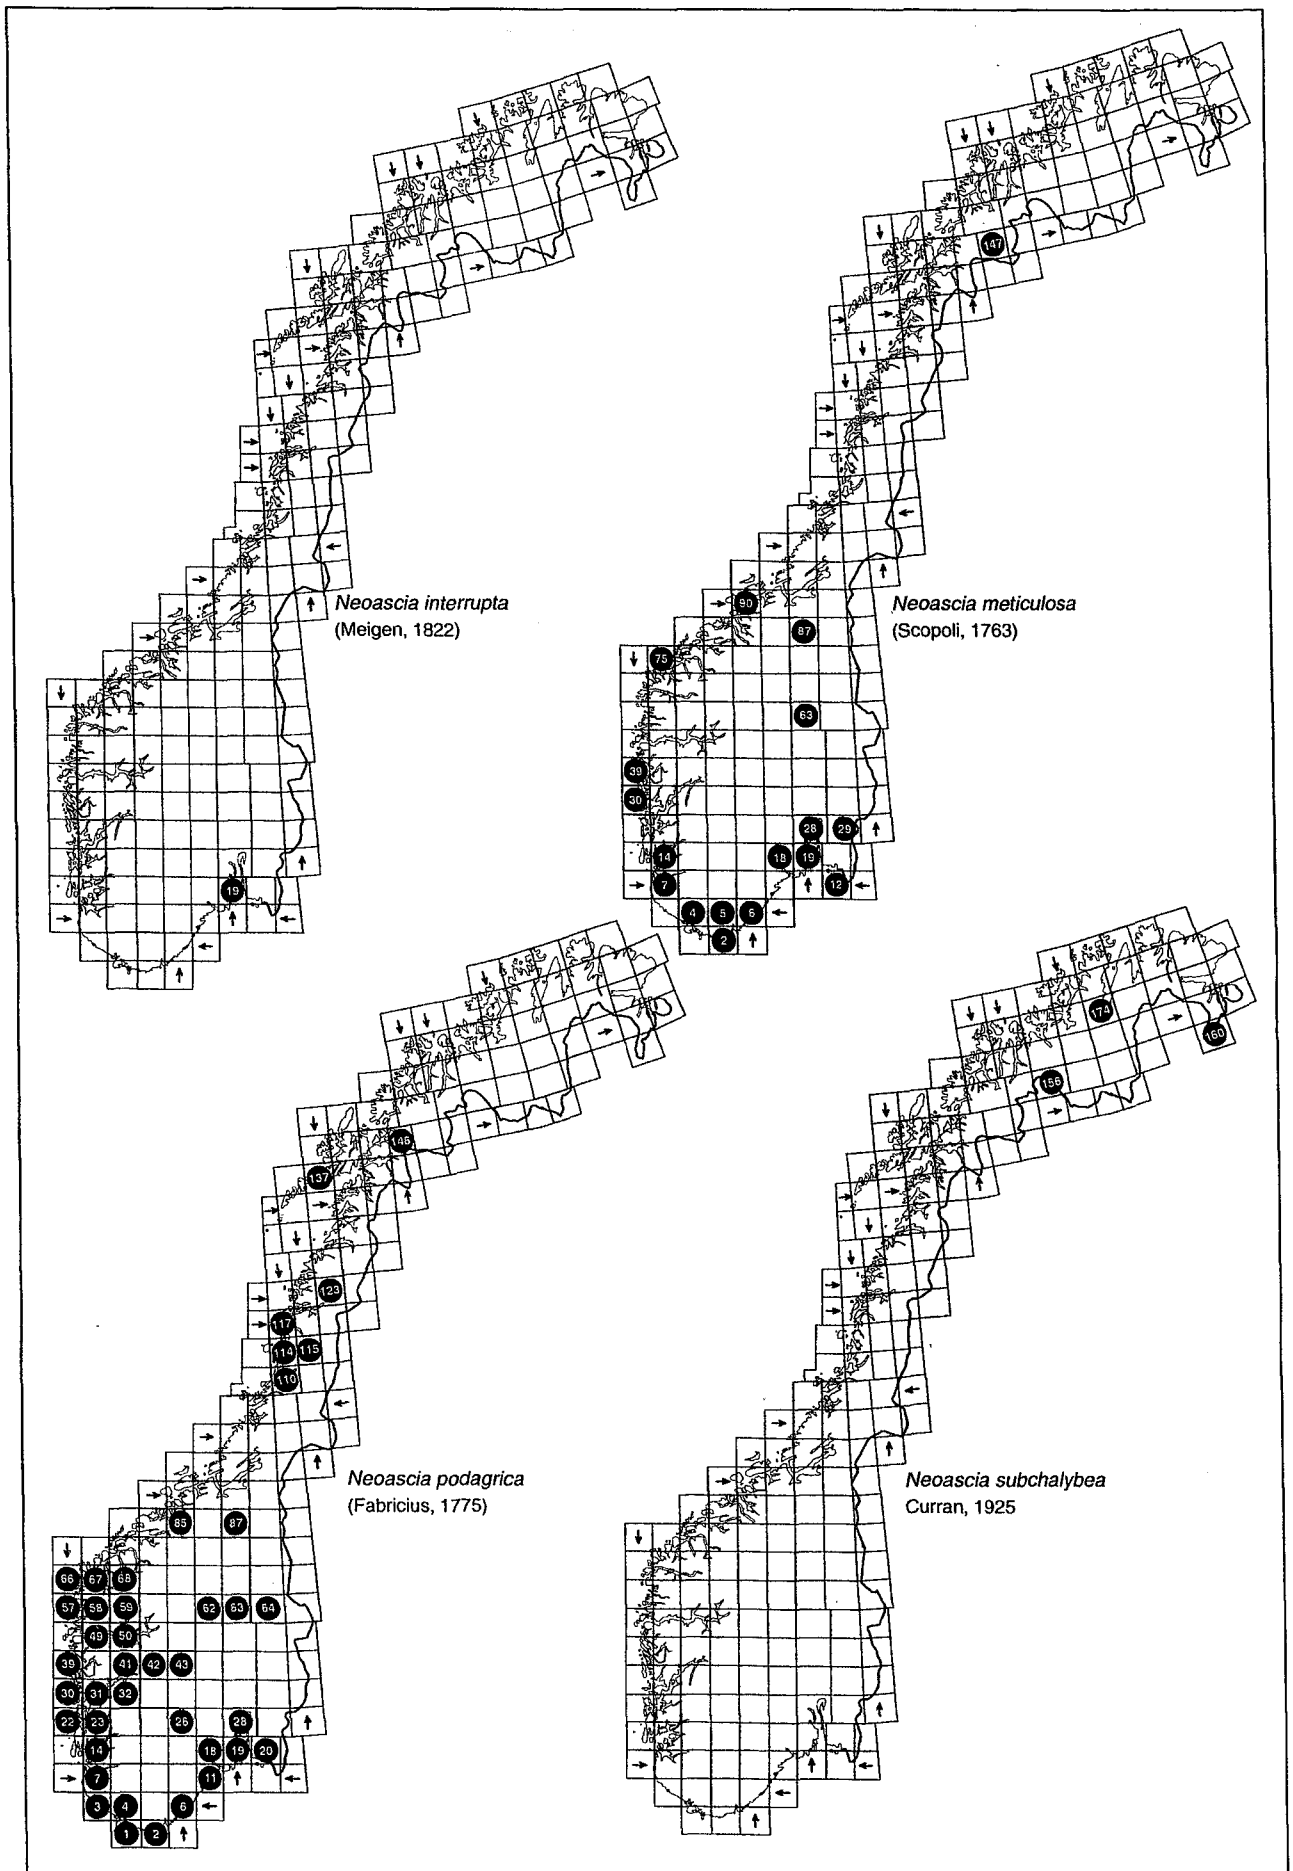 19
Neoascia interrupta
(Meigen, 1822)
147
90
87
75
63
39
30
28 29
14 18 19
7 12
4 5 6
2
Neoascia meticulosa
(Scopoli, 1763)
146
137
123
117
114 115
110
85 87
66 67 68
57 58 59 62 63 64
49 50
39 41 42 43
30 31 32
22 23 26 28
14 18 19 20
7 11
3 4 6
1 2
Neoascia podagrica
(Fabricius, 1775)
174
160
156
Neoascia subchalybea
Curran, 1925